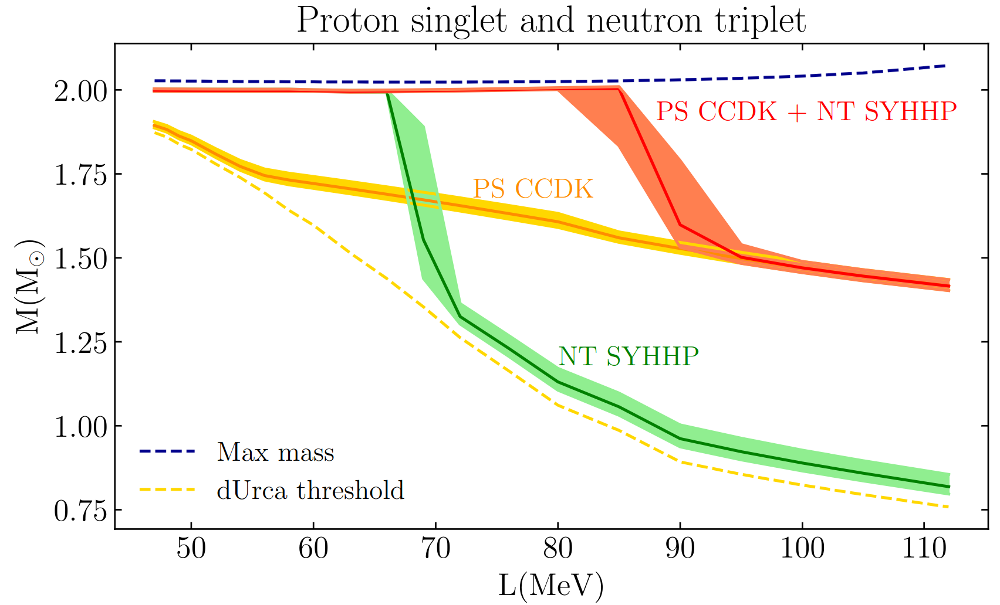 Proton singlet and neutron triplet
2.00
1.75
1.50
1.25
1.00
0.75
M(M⊙)
PS CCDK + NT SYHHP
PS CCDK
NT SYHHP
Max mass
dUrca threshold
50 60 70 80 90 100 110
L(MeV)